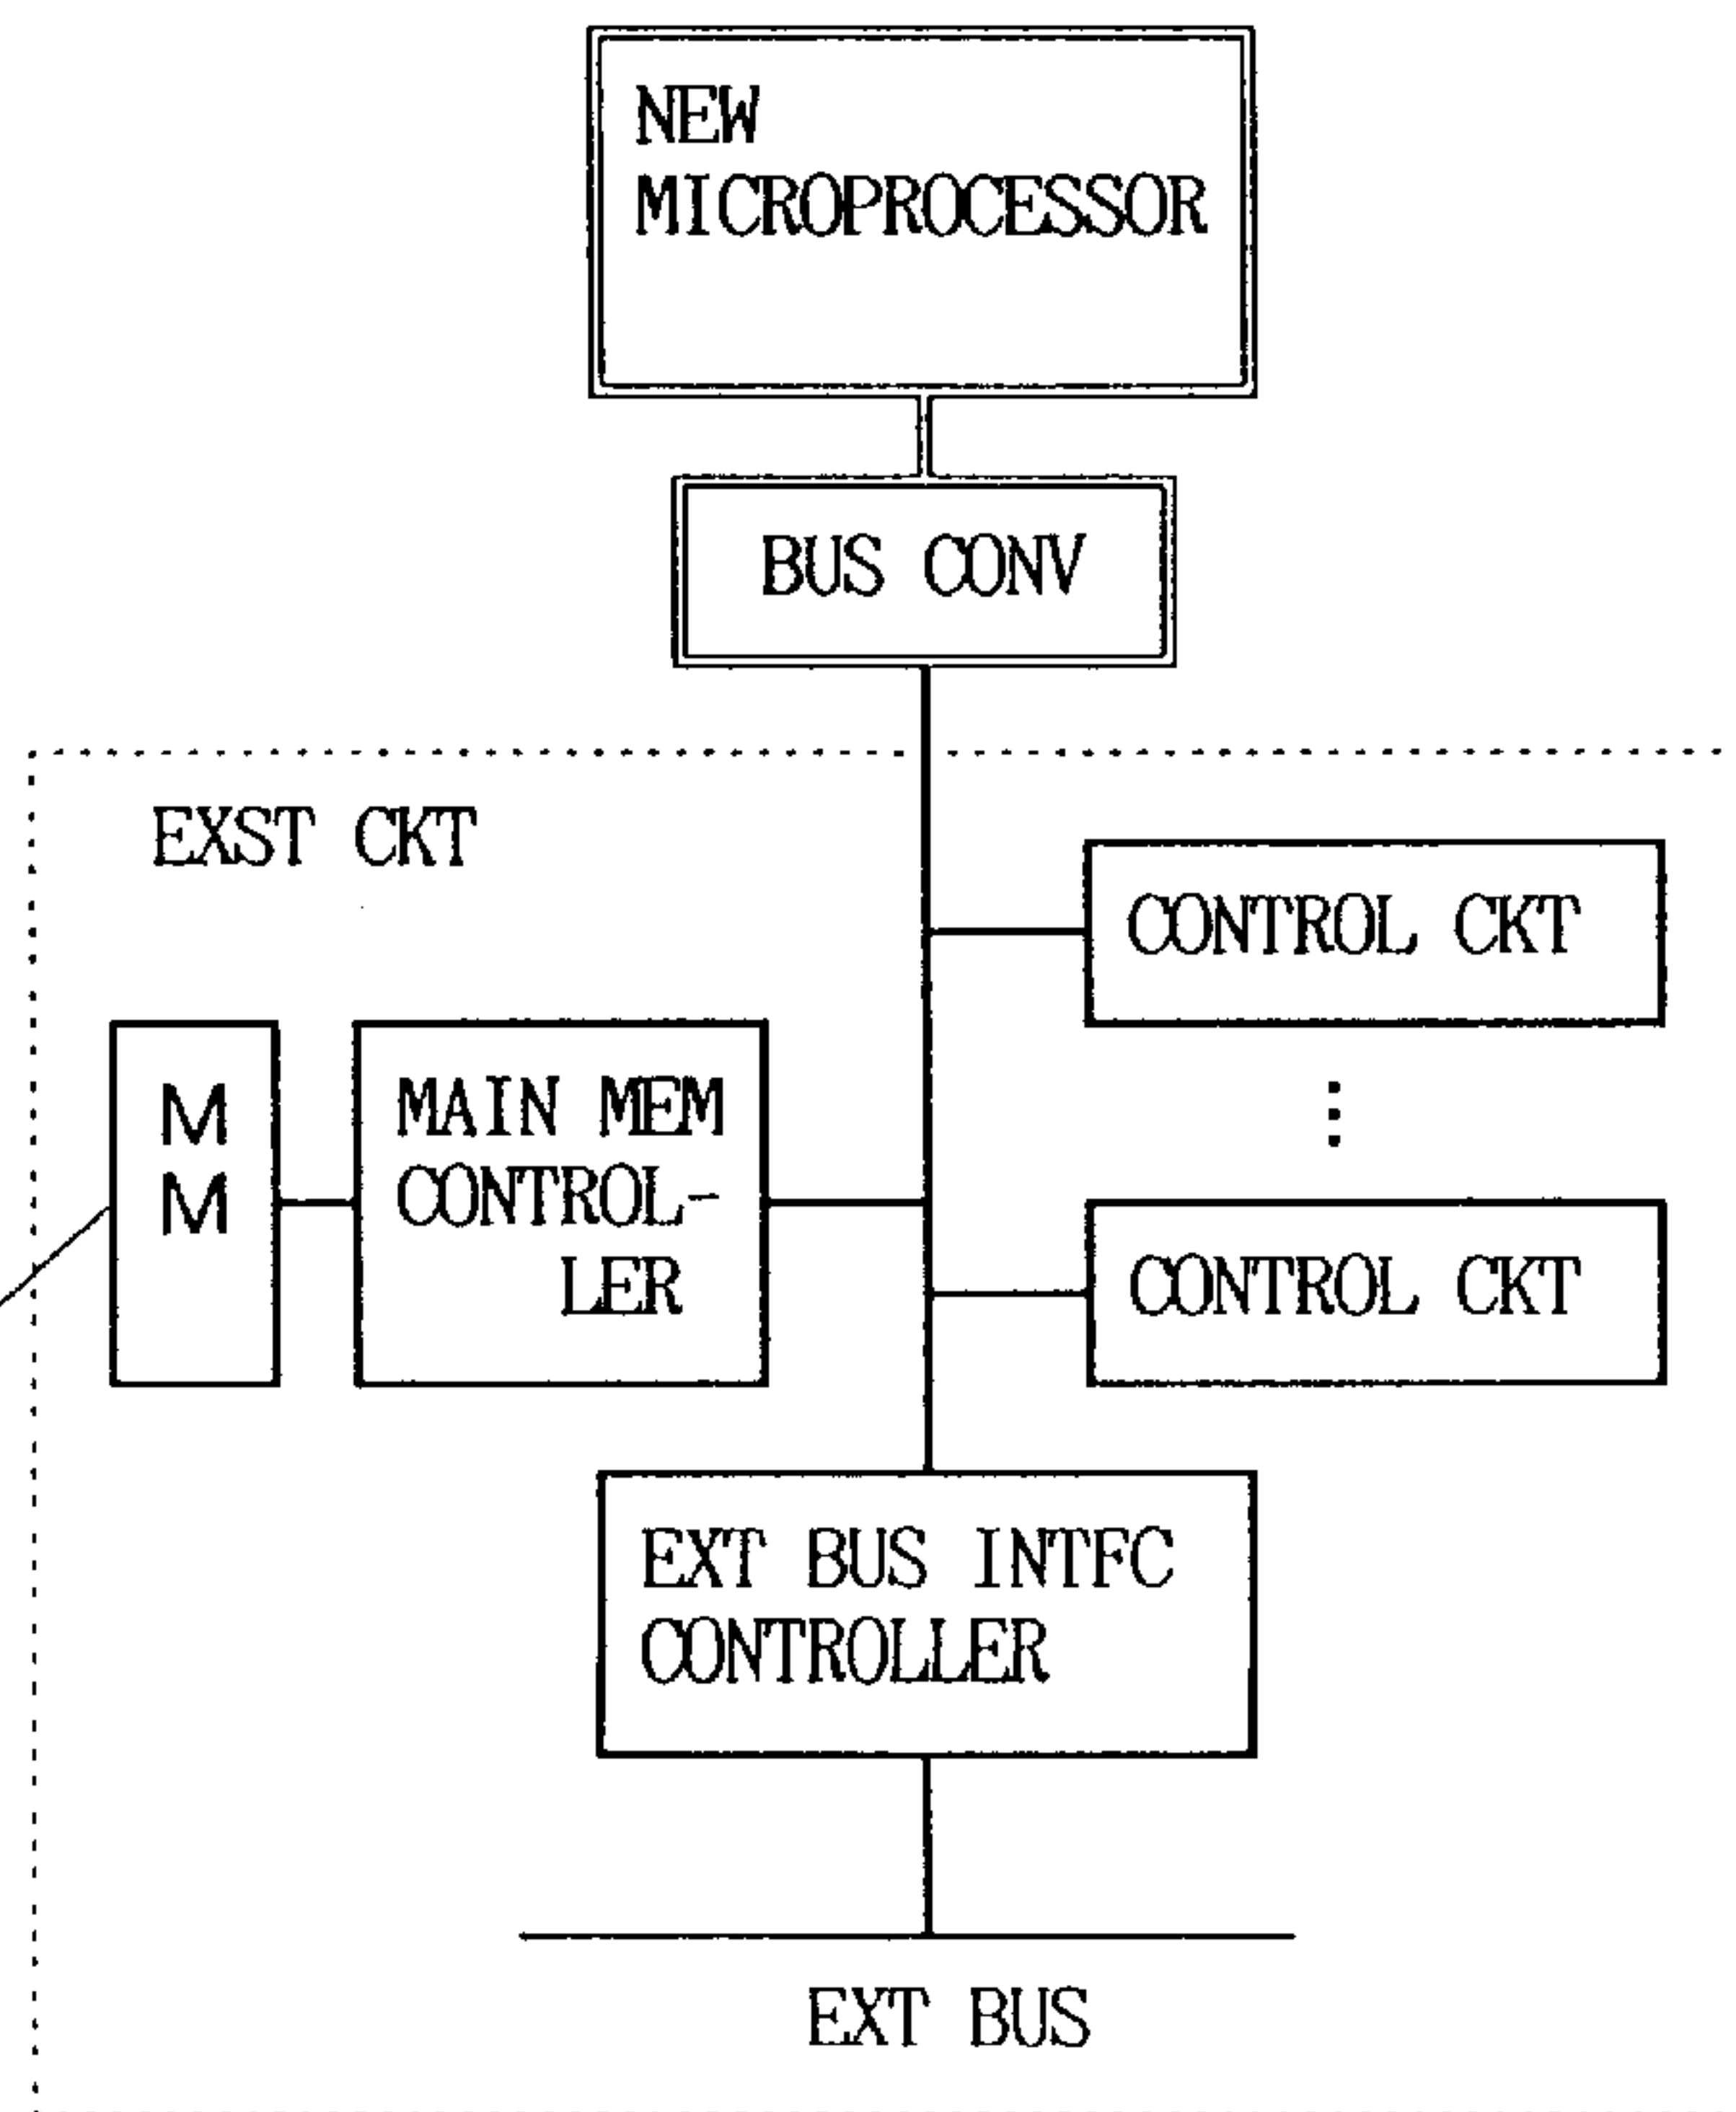 NEW
MICROPROCESSOR
BUS CONV
EXST CKT
CONTROL CKT
M
M
MAIN MEM
CONTROL-
LER
CONTROL CKT
EXT BUS INTFC
CONTROLLER
EXT BUS